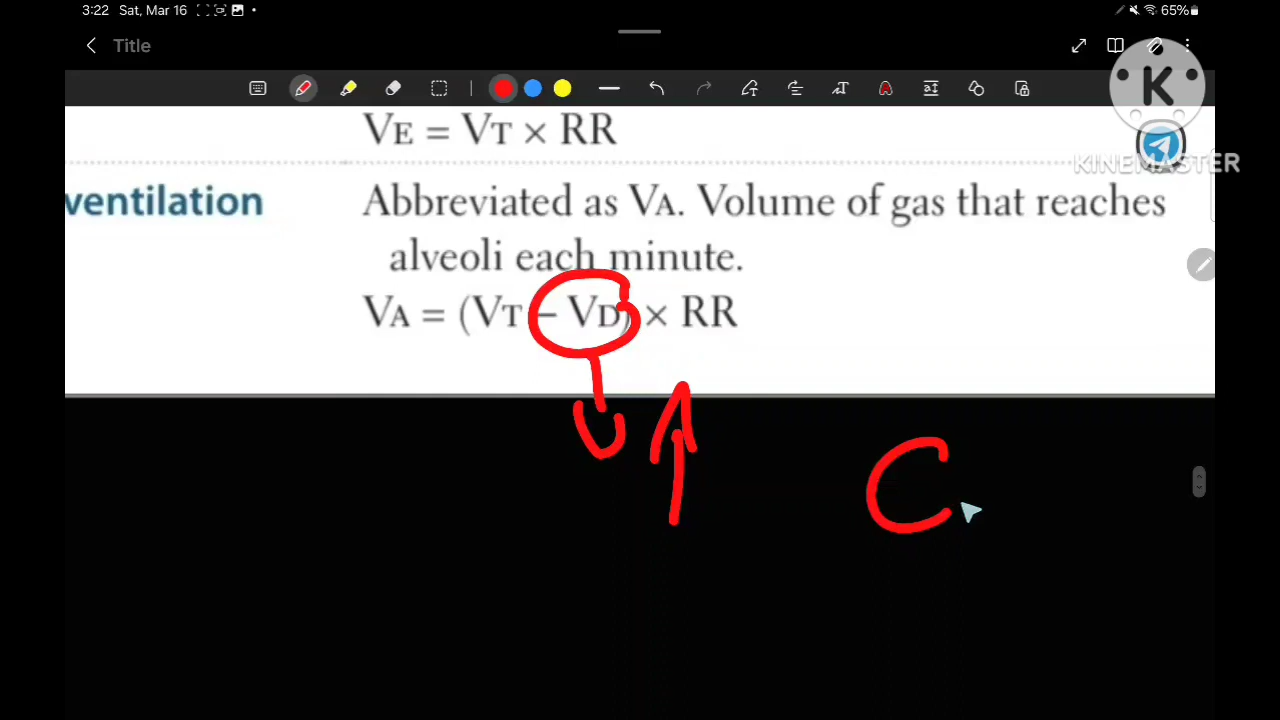 3:22 Sat, Mar 16
65%
Title
K
KINEMASTER
VE = VT × RR
ventilation
Abbreviated as VA. Volume of gas that reaches
alveoli each minute.
VA = (VT – VD) × RR
C